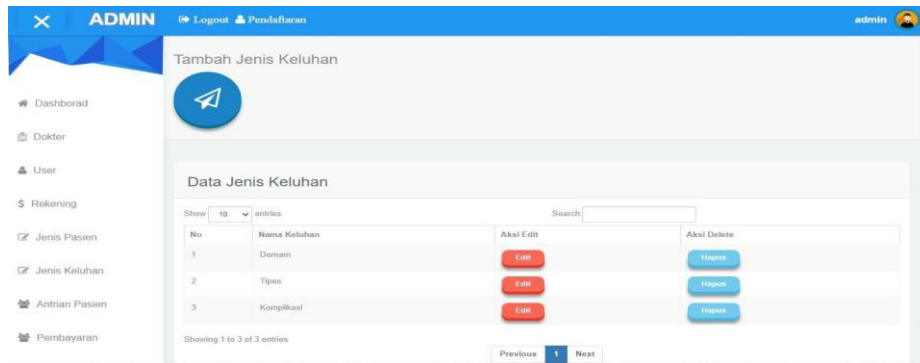 ADMIN
Logout Pendaftaran
admin
Dashborad
Dokter
User
Rekening
Jenis Pasien
Jenis Keluhan
Antrian Pasien
Pembayaran
Tambah Jenis Keluhan
Data Jenis Keluhan
Show 10 entries
Search:
No Nama Keluhan Aksi Edit Aksi Delete
1 Demam Edit Hapus
2 Tipes Edit Hapus
3 Komplikasi Edit Hapus
Showing 1 to 3 of 3 entries
Previous 1 Next